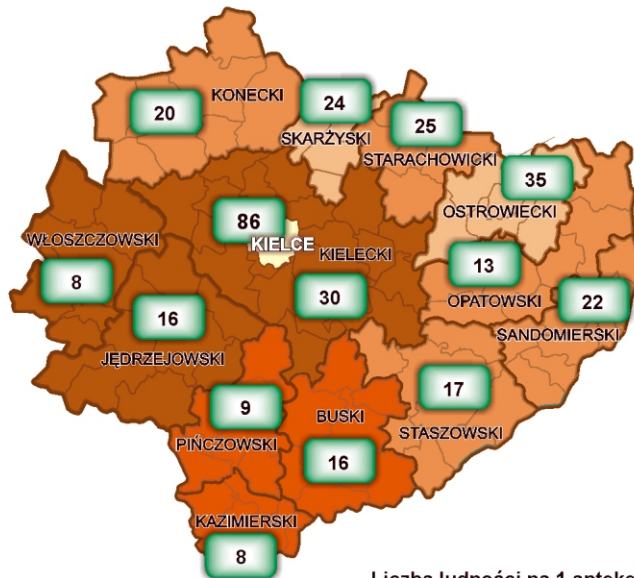 KONECKI
20
24
SKARŻYSKI
25
STARACHOWICKI
35
OSTROWIECKI
86
KIELCE
KIELECKI
30
WŁOSZCZOWSKI
8
16
JĘDRZEJOWSKI
13
OPATOWSKI
22
SANDOMIERSKI
17
STASZOWSKI
9
PIŃCZOWSKI
BUSKI
16
KAZIMIERSKI
8
Liczba ludności na 1 aptekę